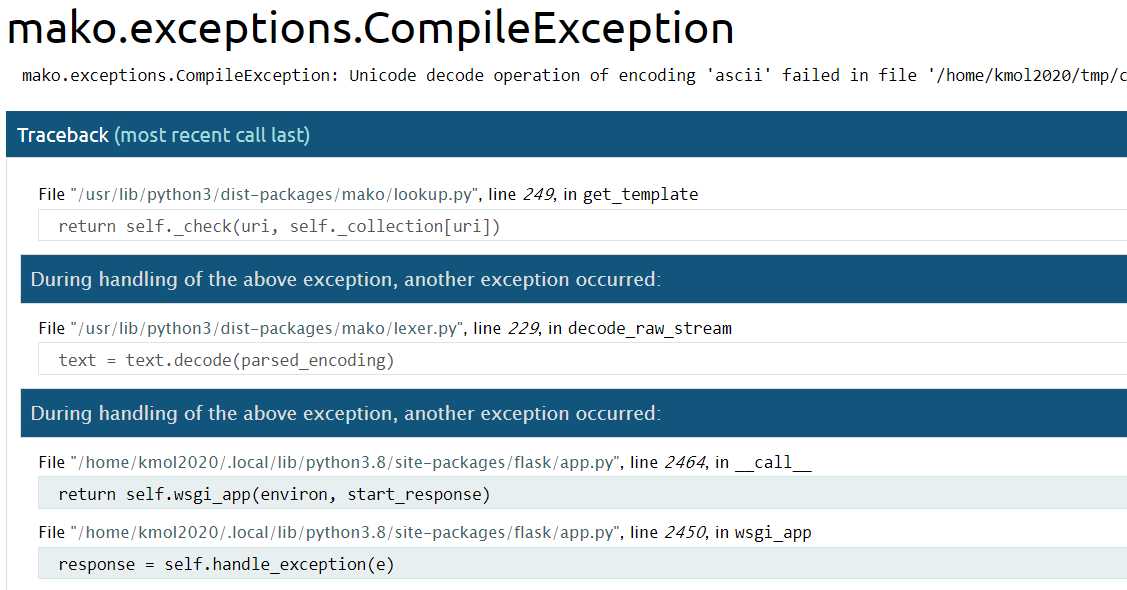 mako.exceptions.CompileException
mako.exceptions.CompileException: Unicode decode operation of encoding 'ascii' failed in file '/home/kmol2020/tmp/c
Traceback (most recent call last)
File "/usr/lib/python3/dist-packages/mako/lookup.py", line 249, in get_template
return self._check(uri, self._collection[uri])
During handling of the above exception, another exception occurred:
File "/usr/lib/python3/dist-packages/mako/lexer.py", line 229, in decode_raw_stream
text = text.decode(parsed_encoding)
During handling of the above exception, another exception occurred:
File "/home/kmol2020/.local/lib/python3.8/site-packages/flask/app.py", line 2464, in __call__
return self.wsgi_app(environ, start_response)
File "/home/kmol2020/.local/lib/python3.8/site-packages/flask/app.py", line 2450, in wsgi_app
response = self.handle_exception(e)